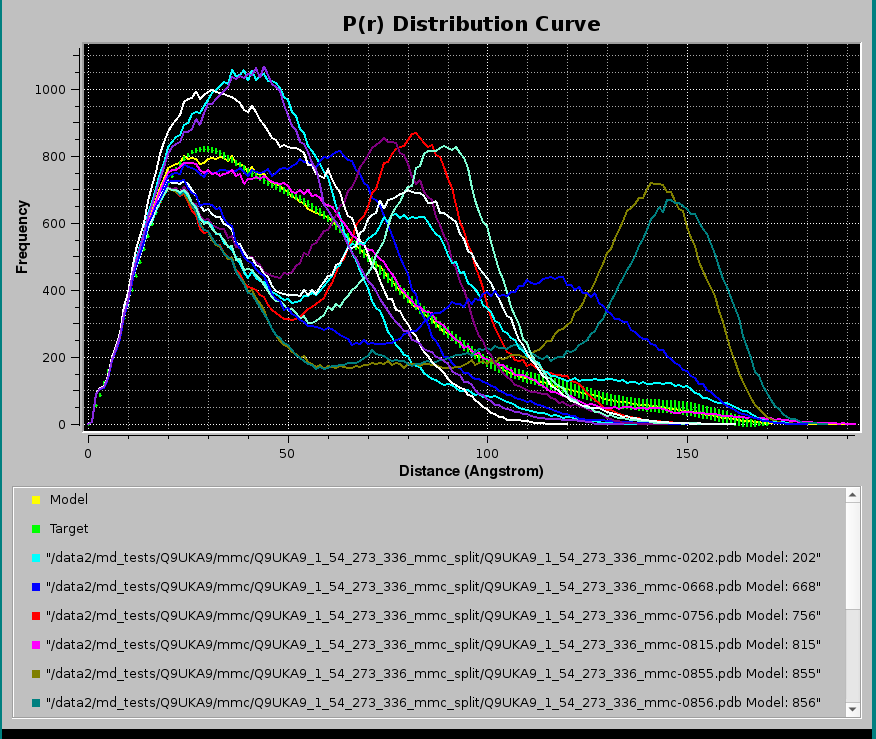 P(r) Distribution Curve
Frequency
1000
800
600
400
200
0
0 50 100 150
Distance (Angstrom)
Model
Target
"/data2/md_tests/Q9UKA9/mmc/Q9UKA9_1_54_273_336_mmc_split/Q9UKA9_1_54_273_336_mmc-0202.pdb Model: 202"
"/data2/md_tests/Q9UKA9/mmc/Q9UKA9_1_54_273_336_mmc_split/Q9UKA9_1_54_273_336_mmc-0668.pdb Model: 668"
"/data2/md_tests/Q9UKA9/mmc/Q9UKA9_1_54_273_336_mmc_split/Q9UKA9_1_54_273_336_mmc-0756.pdb Model: 756"
"/data2/md_tests/Q9UKA9/mmc/Q9UKA9_1_54_273_336_mmc_split/Q9UKA9_1_54_273_336_mmc-0815.pdb Model: 815"
"/data2/md_tests/Q9UKA9/mmc/Q9UKA9_1_54_273_336_mmc_split/Q9UKA9_1_54_273_336_mmc-0855.pdb Model: 855"
"/data2/md_tests/Q9UKA9/mmc/Q9UKA9_1_54_273_336_mmc_split/Q9UKA9_1_54_273_336_mmc-0856.pdb Model: 856"